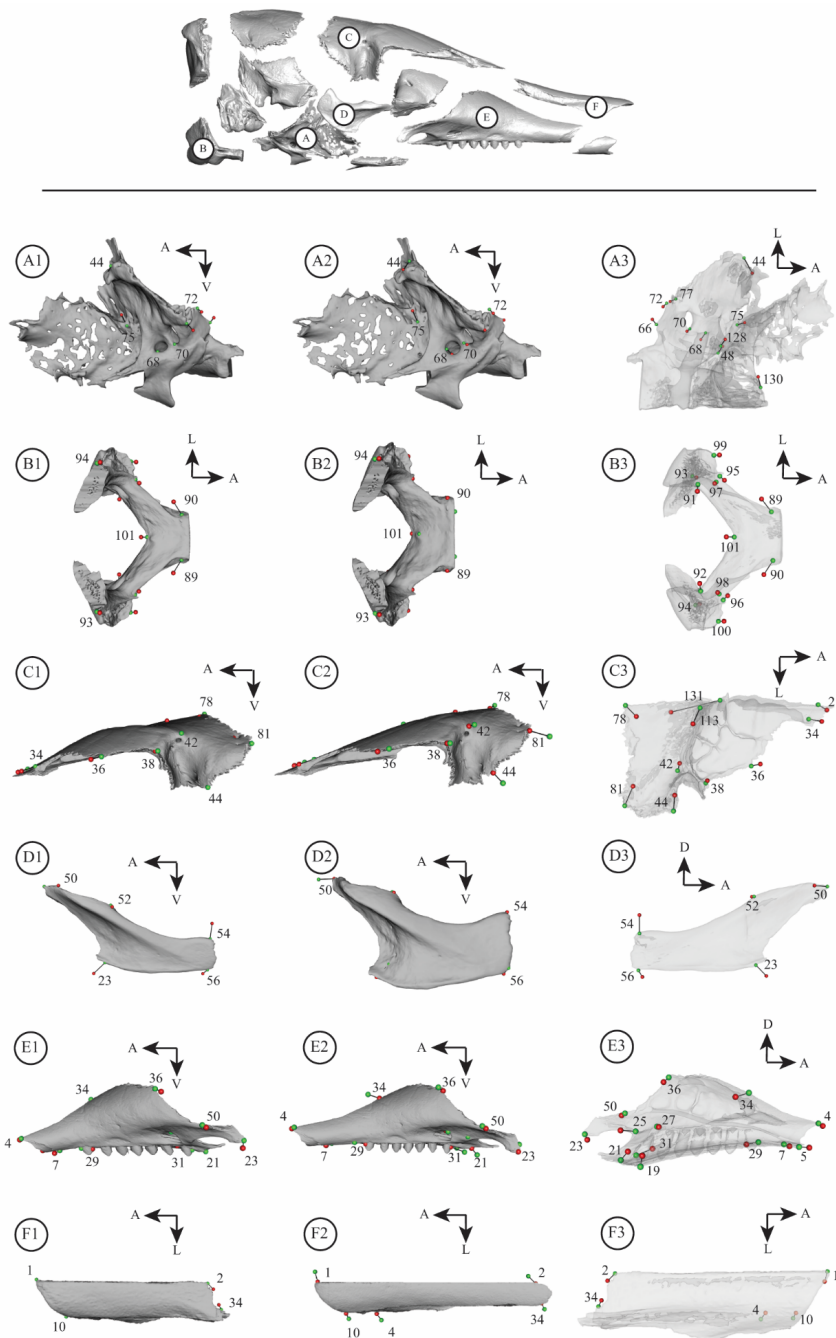 C
F
D
E
A
B
A1
A
V
44
72
75
70
68
A2
A
V
44
72
75
70
68
A3
L
A
44
77
72
75
66
70
128
68
48
130
B1
L
A
94
90
101
89
93
B2
L
A
94
90
101
89
93
B3
L
A
99
95
93
97
91
89
101
92
98
90
94
96
100
C1
A
V
78
81
42
34
36
38
44
C2
A
V
78
42
81
36
38
44
C3
A
L
131
2
78
113
34
42
36
81
38
44
D1
A
V
50
52
54
23
56
D2
A
V
50
54
56
D3
D
A
50
52
54
23
56
E1
A
V
36
34
50
4
7
29
31
21
23
E2
A
V
36
34
50
4
7
29
31
21
23
E3
D
A
36
34
50
4
25
27
23
31
21
29
7
5
19
F1
A
L
1
2
34
10
F2
A
L
1
2
34
10
4
F3
A
L
2
1
34
4
10